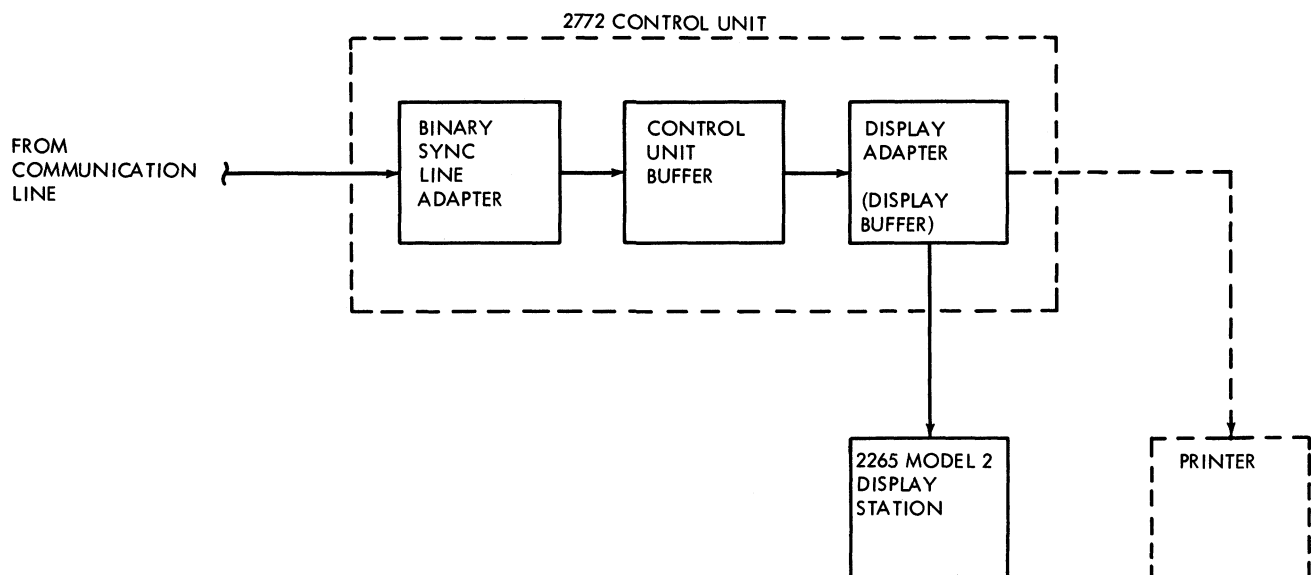 2772 CONTROL UNIT
FROM
COMMUNICATION
LINE
BINARY
SYNC
LINE
ADAPTER
CONTROL
UNIT
BUFFER
DISPLAY
ADAPTER
(DISPLAY
BUFFER)
2265 MODEL 2
DISPLAY
STATION
PRINTER